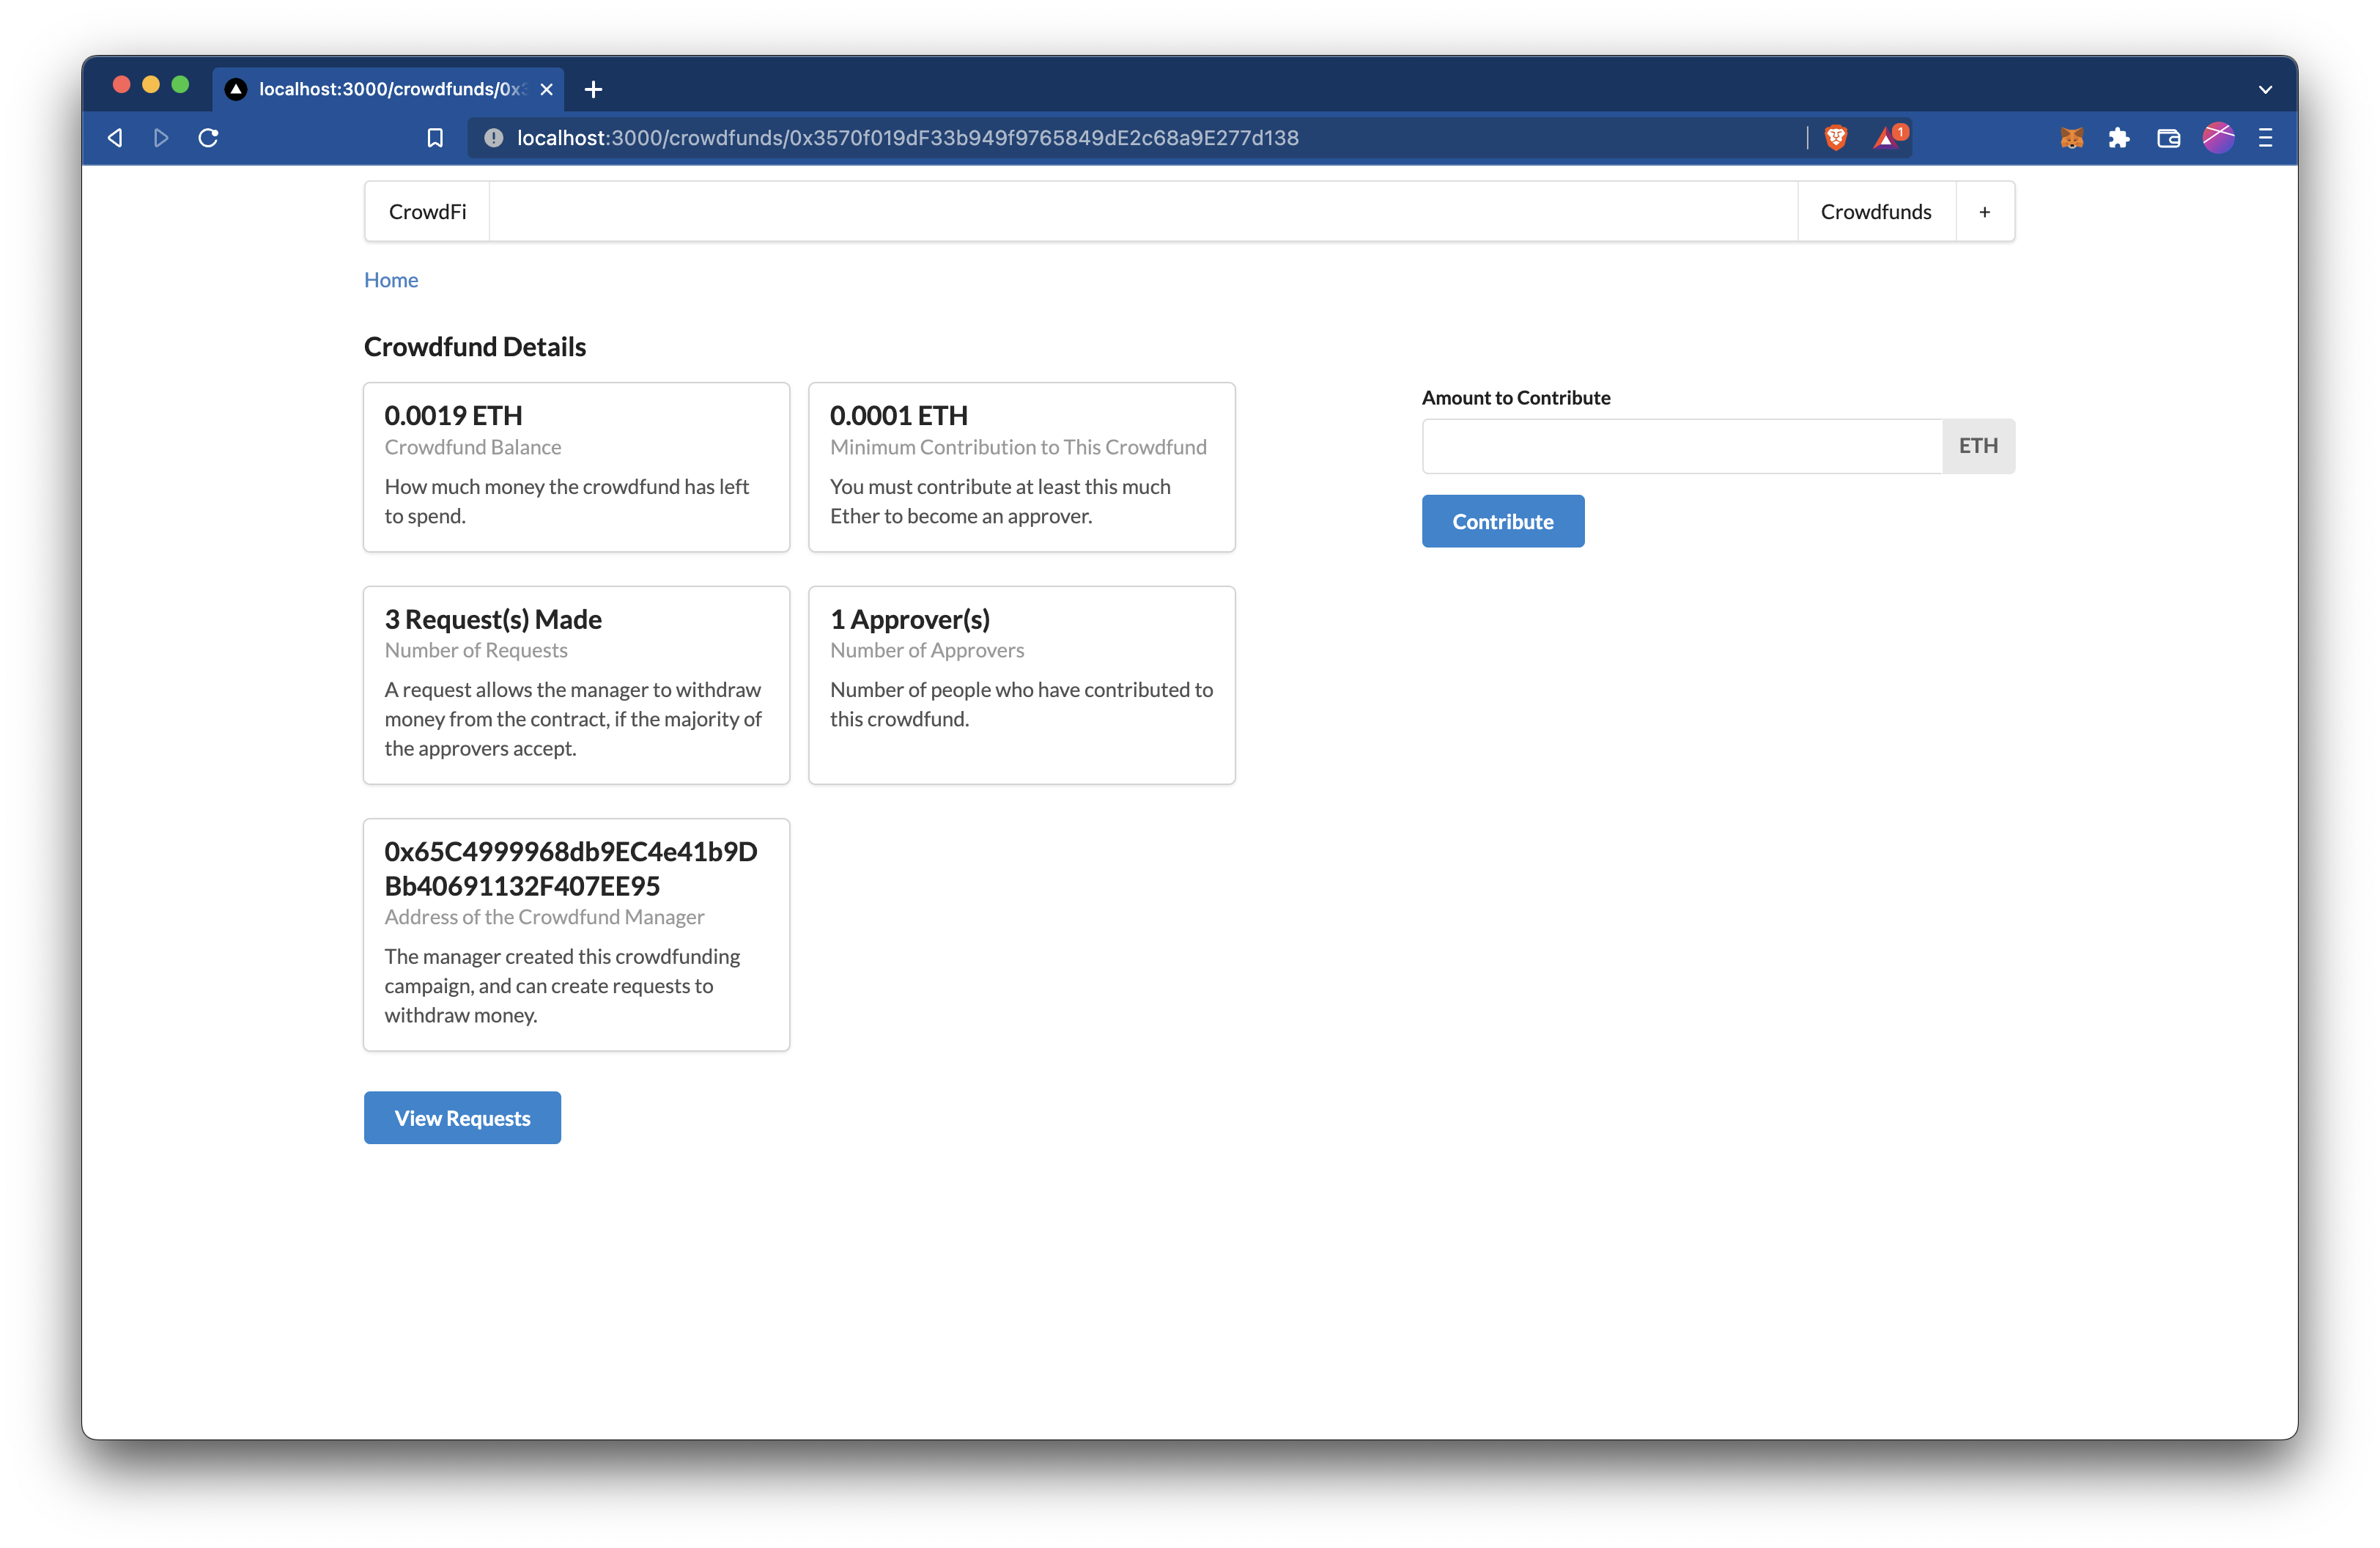 localhost:3000/crowdfunds/0x3
localhost:3000/crowdfunds/0x3570f019dF33b949f9765849dE2c68a9E277d138
1
CrowdFi
Crowdfunds
+
Home
Crowdfund Details
0.0019 ETH
Crowdfund Balance
How much money the crowdfund has left
to spend.
0.0001 ETH
Minimum Contribution to This Crowdfund
You must contribute at least this much
Ether to become an approver.
Amount to Contribute
ETH
Contribute
3 Request(s) Made
Number of Requests
A request allows the manager to withdraw
money from the contract, if the majority of
the approvers accept.
1 Approver(s)
Number of Approvers
Number of people who have contributed to
this crowdfund.
0x65C4999968db9EC4e41b9D
Bb40691132F407EE95
Address of the Crowdfund Manager
The manager created this crowdfunding
campaign, and can create requests to
withdraw money.
View Requests